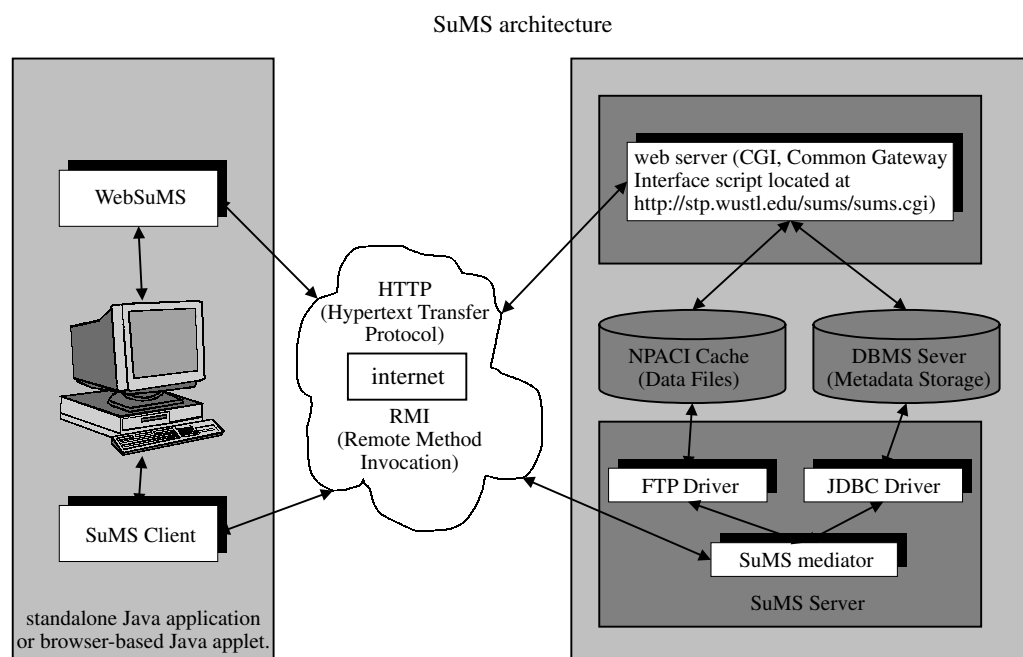 SuMS architecture
WebSuMS
SuMS Client
standalone Java application
or browser-based Java applet.
HTTP
(Hypertext Transfer
Protocol)
internet
RMI
(Remote Method
Invocation)
web server (CGI, Common Gateway
Interface script located at
http://stp.wustl.edu/sums/sums.cgi)
NPACI Cache
(Data Files)
DBMS Sever
(Metadata Storage)
FTP Driver
JDBC Driver
SuMS mediator
SuMS Server